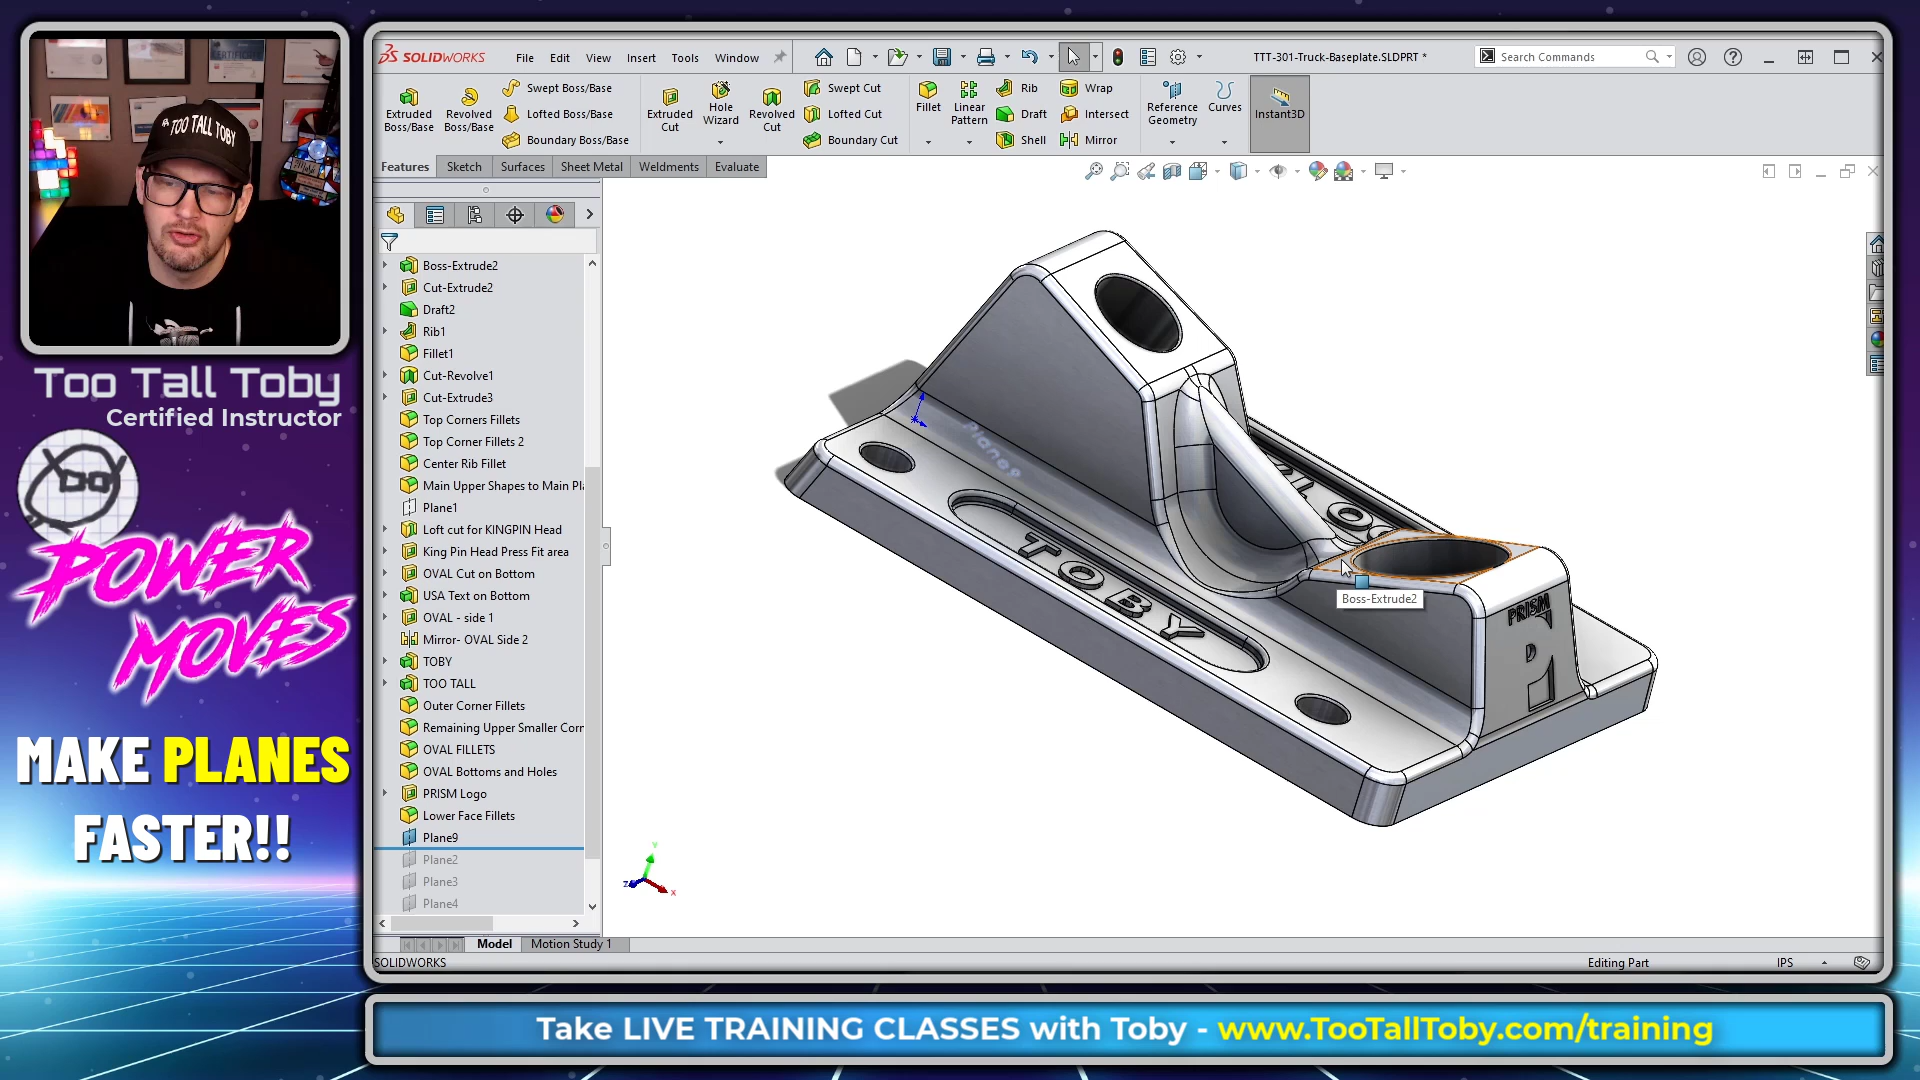 TOO TALL TOBY
Too Tall Toby
Certified Instructor
POWER
MOVES
MAKE PLANES
FASTER!!
SOLIDWORKS
File
Edit
View
Insert
Tools
Window
TTT-301-Truck-Baseplate.SLDPRT *
Search Commands
Extruded Boss/Base
Revolved Boss/Base
Swept Boss/Base
Lofted Boss/Base
Boundary Boss/Base
Extruded Cut
Hole Wizard
Revolved Cut
Swept Cut
Lofted Cut
Boundary Cut
Fillet
Linear Pattern
Rib
Draft
Shell
Wrap
Intersect
Mirror
Reference Geometry
Curves
Instant3D
Features
Sketch
Surfaces
Sheet Metal
Weldments
Evaluate
Boss-Extrude2
Cut-Extrude2
Draft2
Rib1
Fillet1
Cut-Revolve1
Cut-Extrude3
Top Corners Fillets
Top Corner Fillets 2
Center Rib Fillet
Main Upper Shapes to Main Pl
Plane1
Loft cut for KINGPIN Head
King Pin Head Press Fit area
OVAL Cut on Bottom
USA Text on Bottom
OVAL - side 1
Mirror- OVAL Side 2
TOBY
TOO TALL
Outer Corner Fillets
Remaining Upper Smaller Corr
OVAL FILLETS
OVAL Bottoms and Holes
PRISM Logo
Lower Face Fillets
Plane9
Plane2
Plane3
Plane4
Plane9
TOBY
PRISM
Boss-Extrude2
Y
Z
X
Model
Motion Study 1
SOLIDWORKS
Editing Part
IPS
Take LIVE TRAINING CLASSES with Toby - www.TooTallToby.com/training